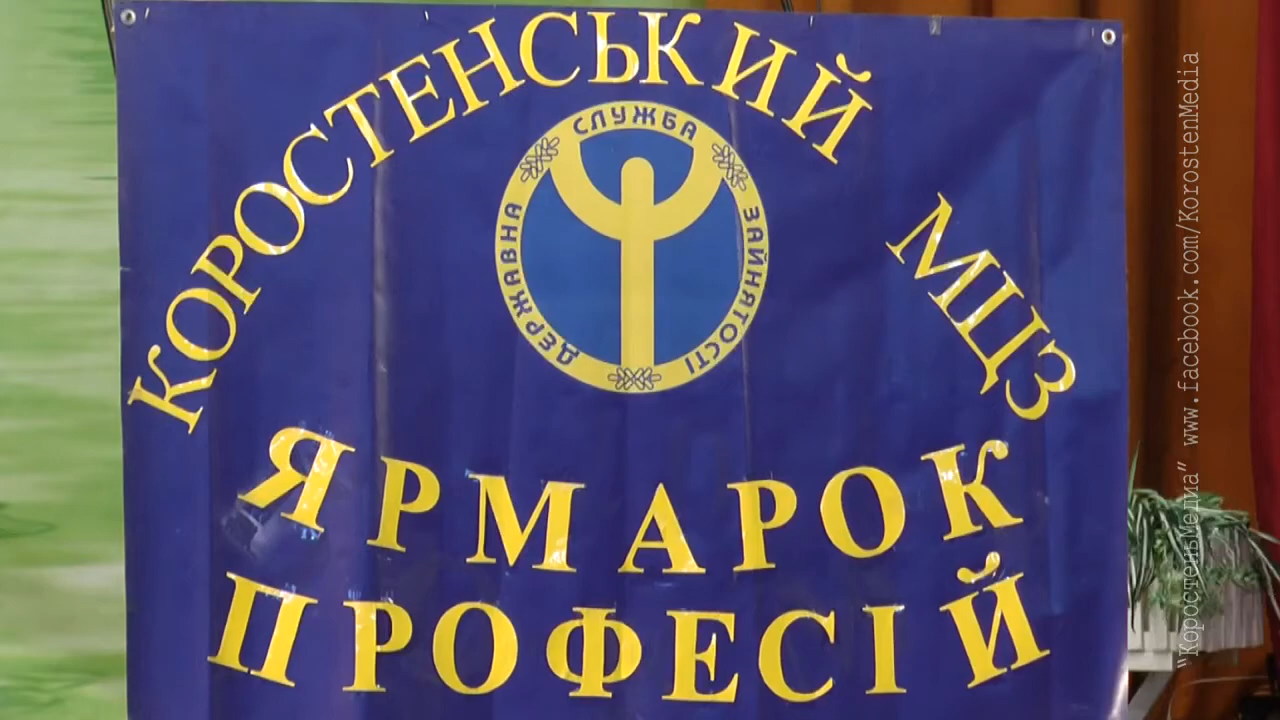 КОРОСТЕНСЬКИЙ МЦЗ
ДЕРЖАВНА СЛУЖБА ЗАЙНЯТОСТІ
ЯРМАРОК
ПРОФЕСІЙ
"КоростеньМедиа" www.facebook.com/KorostenMedia